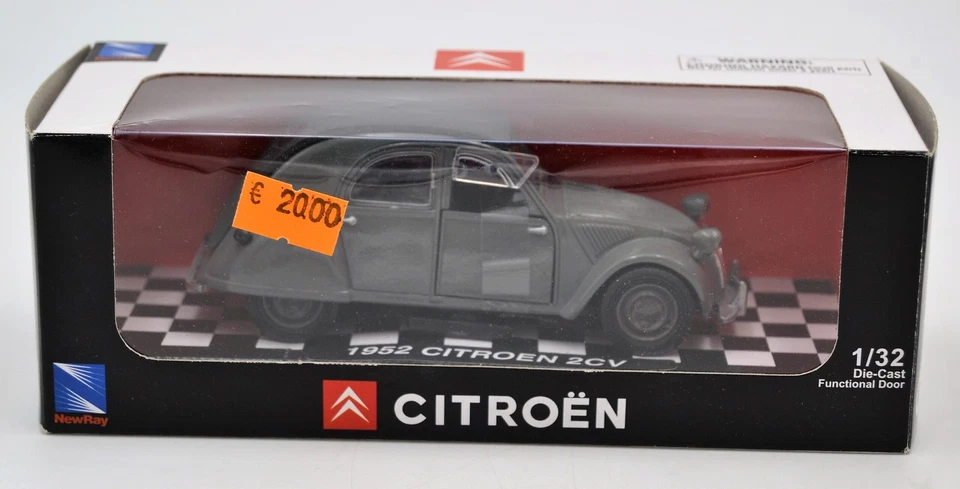 WARNING:
€ 20.00
1952 CITROEN 2CV
1/32
Die-Cast
Functional Door
NewRay
CITROËN